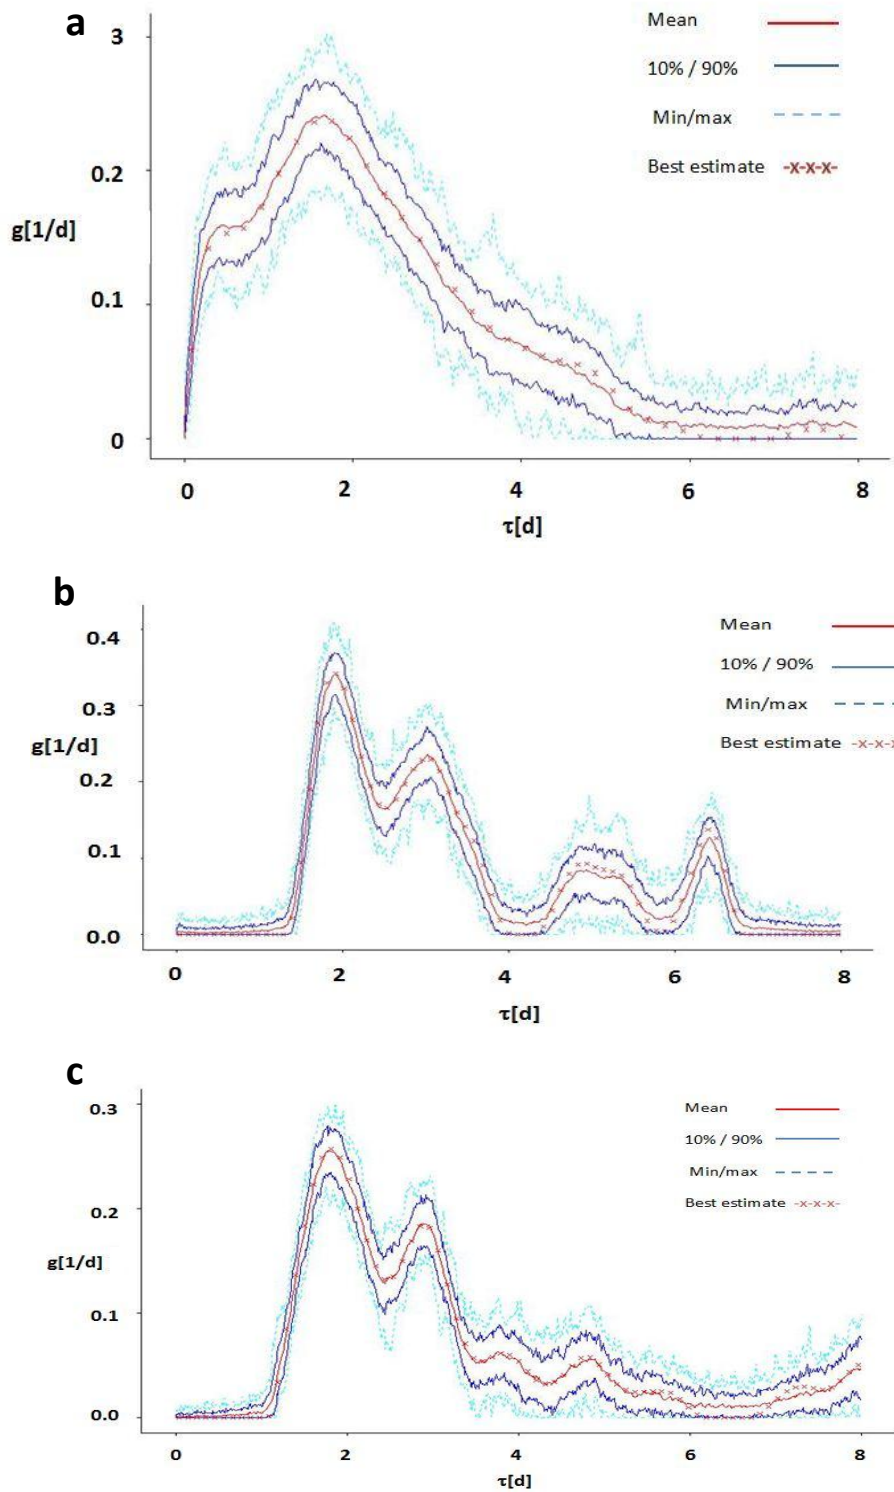 a
3
0.2
0.1
0
g[1/d]
0 2 4 6 8
τ[d]
Mean
10% / 90%
Min/max
Best estimate -x-x-x-
b
0.4
0.3
0.2
0.1
0.0
g[1/d]
0 2 4 6 8
τ[d]
Mean
10% / 90%
Min/max
Best estimate -x-x-x
c
0.3
0.2
0.1
0.0
g[1/d]
0 2 4 6 8
τ[d]
Mean
10% / 90%
Min/max
Best estimate -x-x-x-